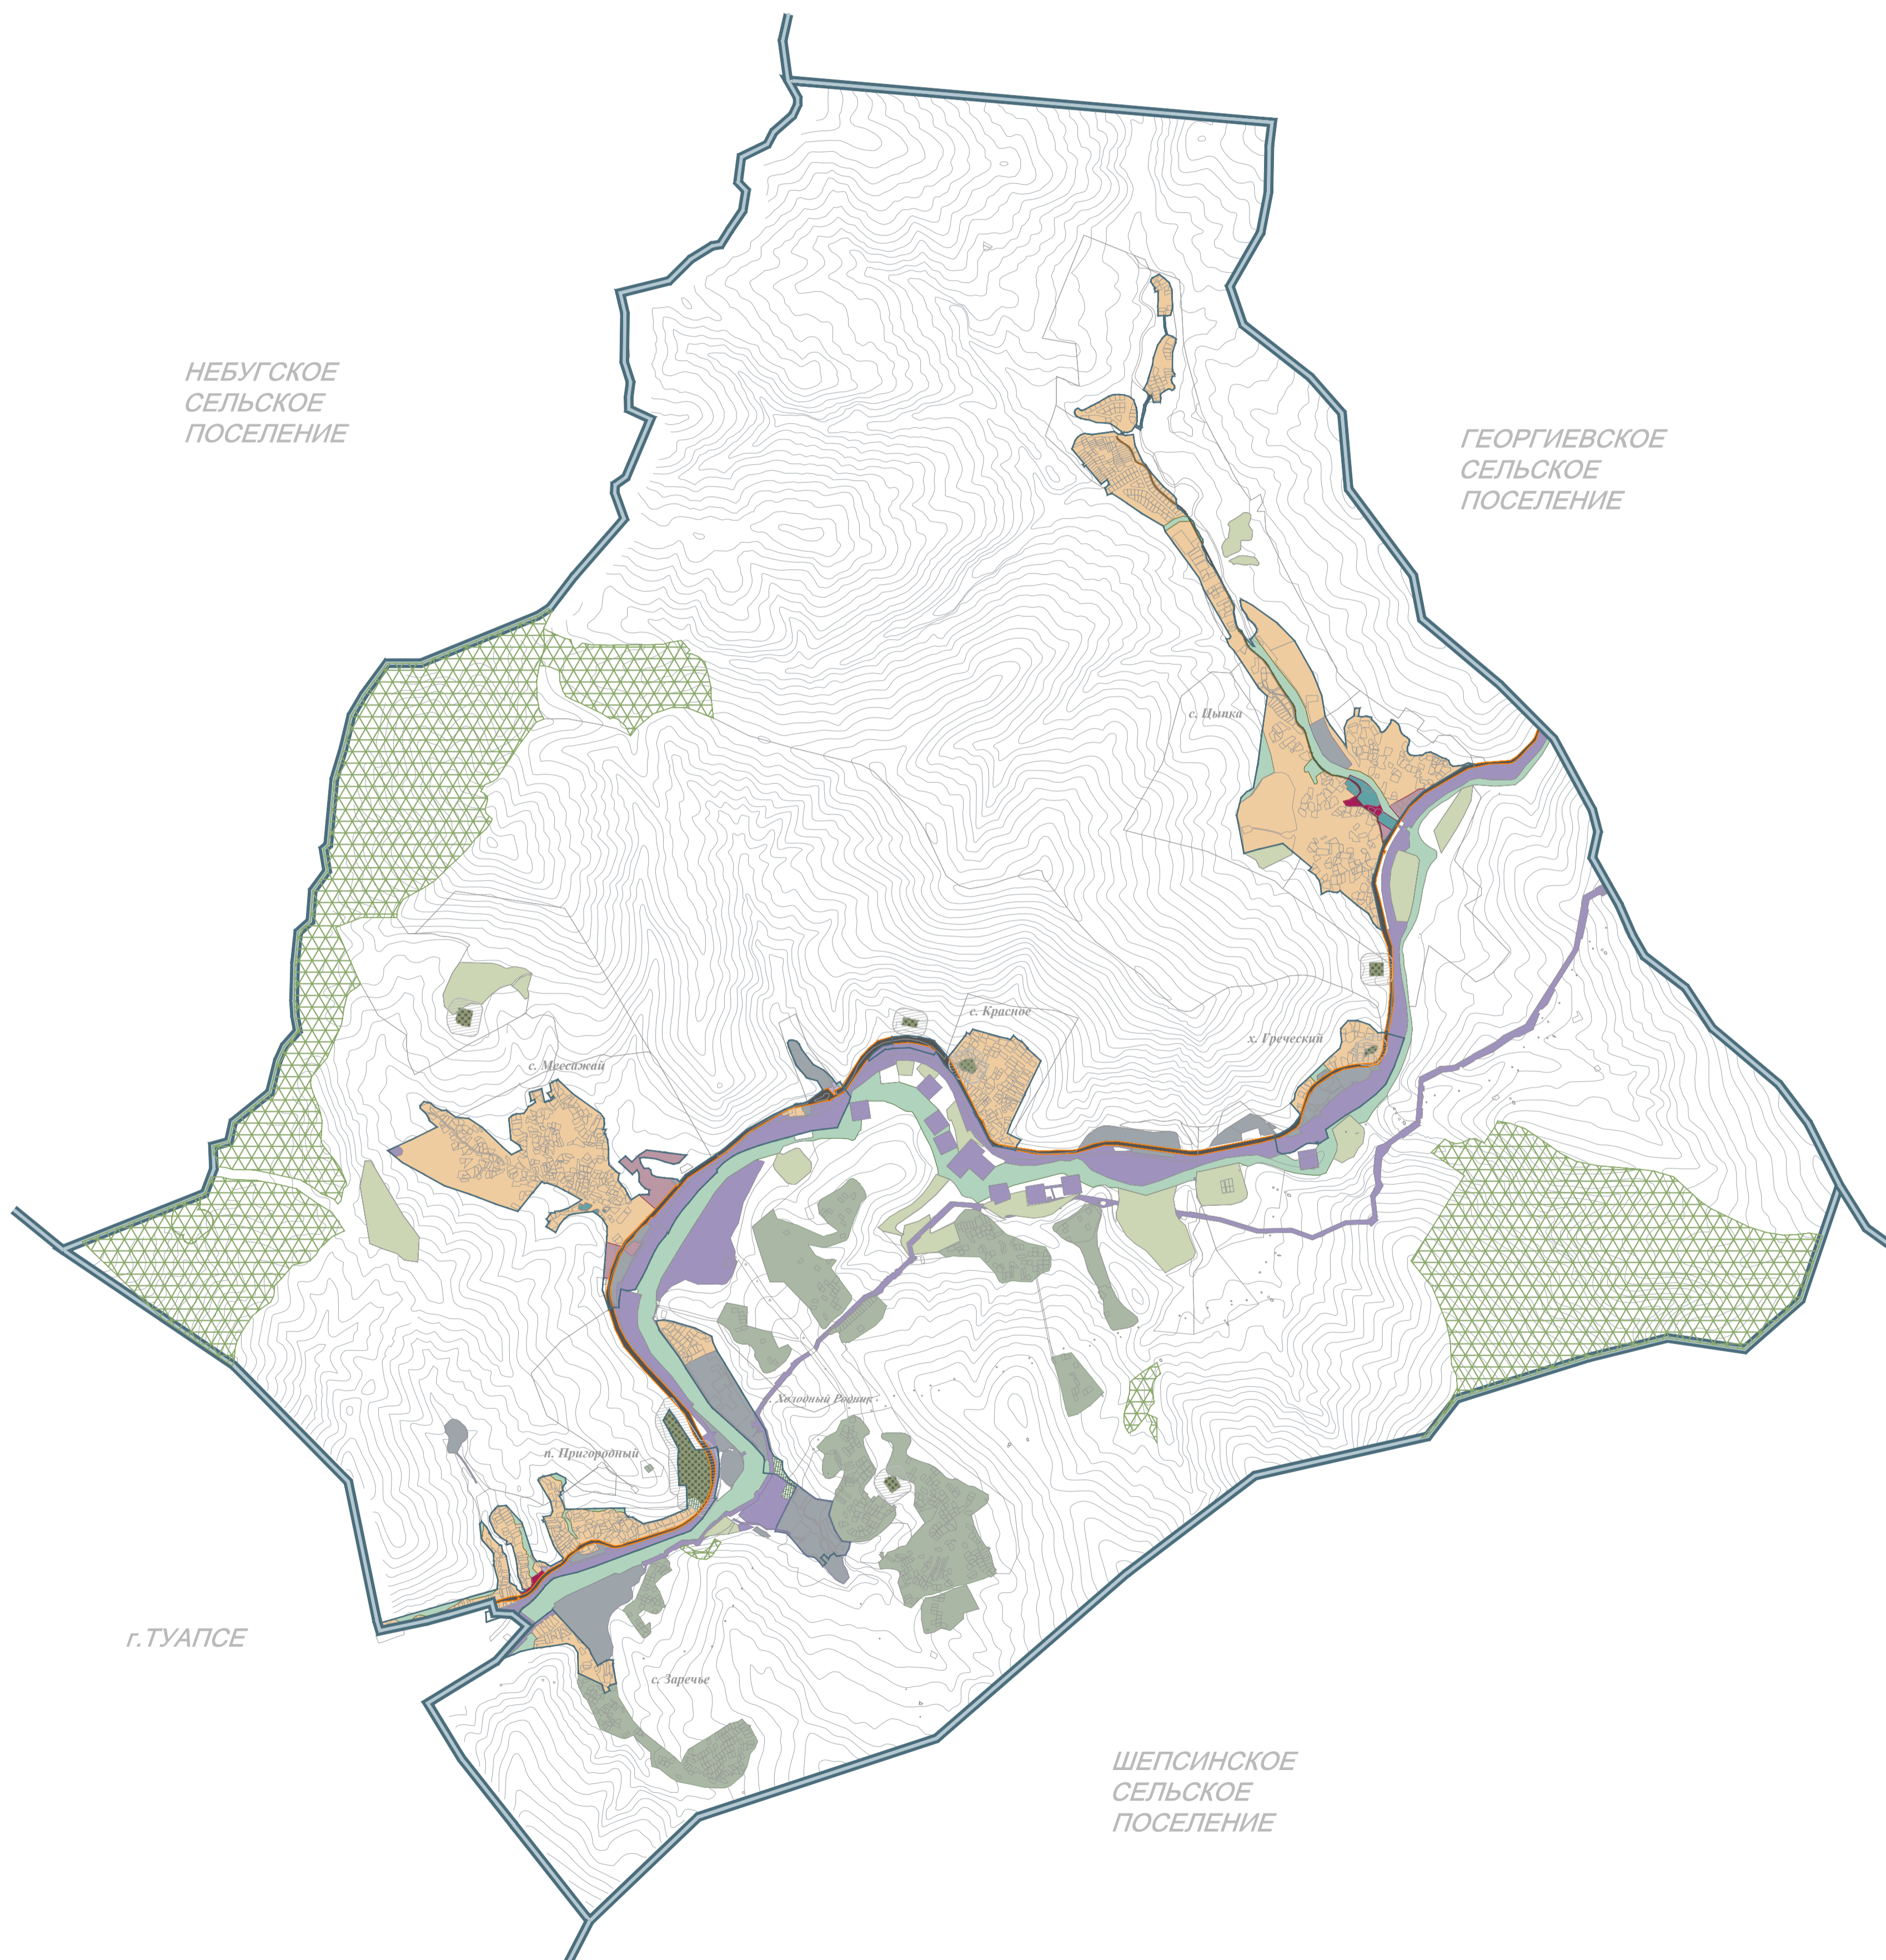 НЕБУГСКОЕ
СЕЛЬСКОЕ
ПОСЕЛЕНИЕ
ГЕОРГИЕВСКОЕ
СЕЛЬСКОЕ
ПОСЕЛЕНИЕ
с. Цыпка
с. Красное
х. Греческий
с. Мессажай
Холодный Родник
п. Пригородный
г.ТУАПСЕ
с. Заречье
ШЕПСИНСКОЕ
СЕЛЬСКОЕ
ПОСЕЛЕНИЕ